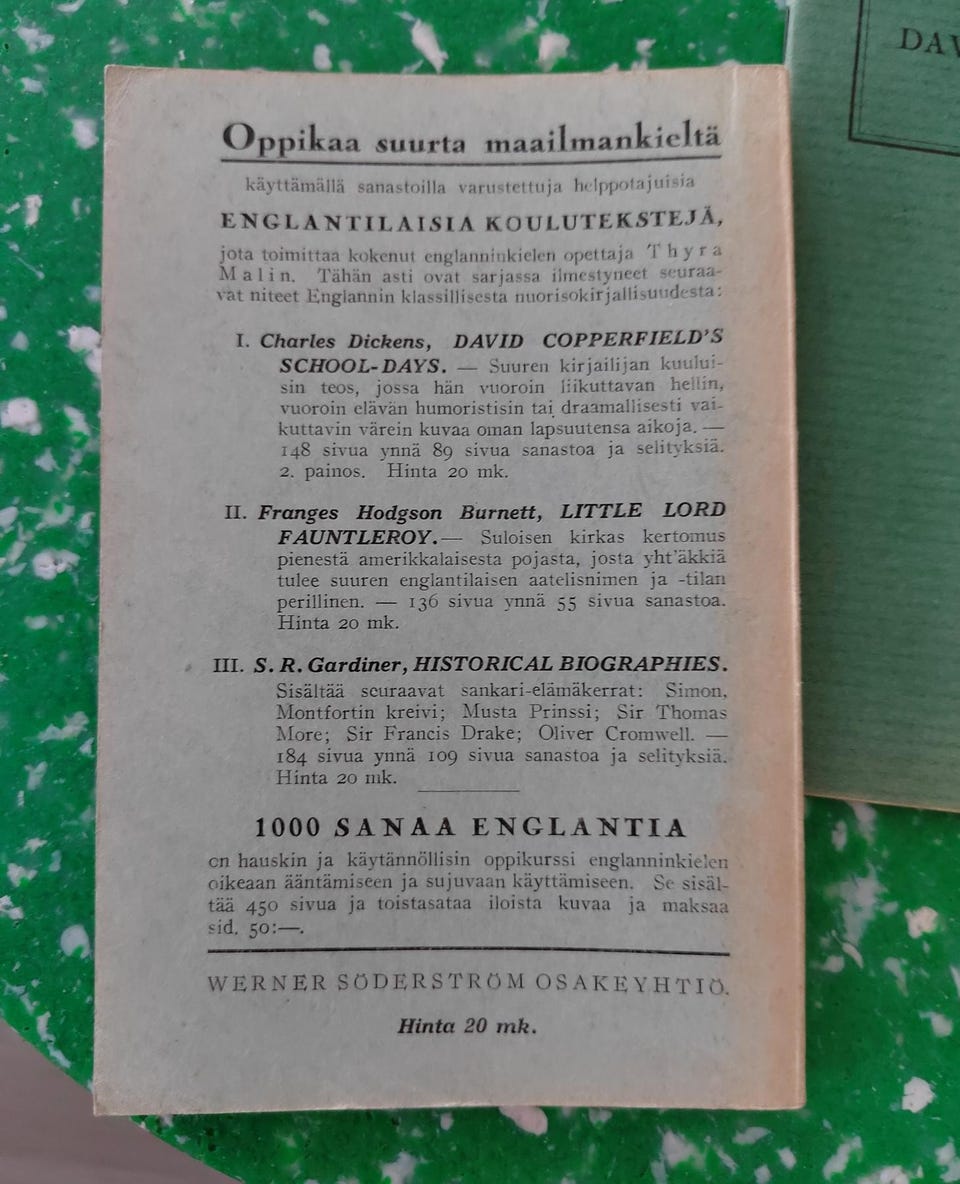 Oppikaa suurta maailmankieltä
käyttämällä sanastoilla varustettuja helppotajuisia
ENGLANTILAISIA KOULUTEKSTEJÄ,
jota toimittaa kokenut englanninkielen opettaja Thyra
Malin. Tähän asti ovat sarjassa ilmestyneet seuraa-
vat niteet Englannin klassillisesta nuorisokirjallisuudesta:
I. Charles Dickens, DAVID COPPERFIELD'S
SCHOOL-DAYS. — Suuren kirjailijan kuului-
sin teos, jossa hän vuoroin liikuttavan hellin,
vuoroin elävän humoristisin tai draamallisesti vai-
kuttavin värein kuvaa oman lapsuutensa aikoja. —
148 sivua ynnä 89 sivua sanastoa ja selityksiä.
2. painos. Hinta 20 mk.
II. Franges Hodgson Burnett, LITTLE LORD
FAUNTLEROY. — Suloisen kirkas kertomus
pienestä amerikkalaisesta pojasta, josta yht'äkkiä
tulee suuren englantilaisen aatelisnimen ja -tilan
perillinen. — 136 sivua ynnä 55 sivua sanastoa.
Hinta 20 mk.
III. S. R. Gardiner, HISTORICAL BIOGRAPHIES.
Sisältää seuraavat sankari-elämäkerrat: Simon,
Montfortin kreivi; Musta Prinssi; Sir Thomas
More; Sir Francis Drake; Oliver Cromwell. —
184 sivua ynnä 109 sivua sanastoa ja selityksiä.
Hinta 20 mk.
1000 SANAA ENGLANTIA
on hauskin ja käytännöllisin oppikurssi englanninkielen
oikeaan ääntämiseen ja sujuvaan käyttämiseen. Se sisäl-
tää 450 sivua ja toistasataa iloista kuvaa ja maksaa
sid. 50:—.
WERNER SÖDERSTRÖM OSAKEYHTIÖ.
Hinta 20 mk.
DAV